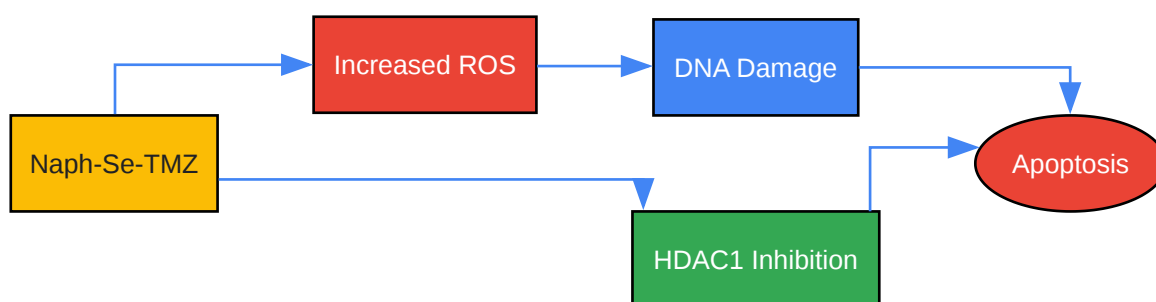 Increased ROS
DNA Damage
Naph-Se-TMZ
Apoptosis
HDAC1 Inhibition